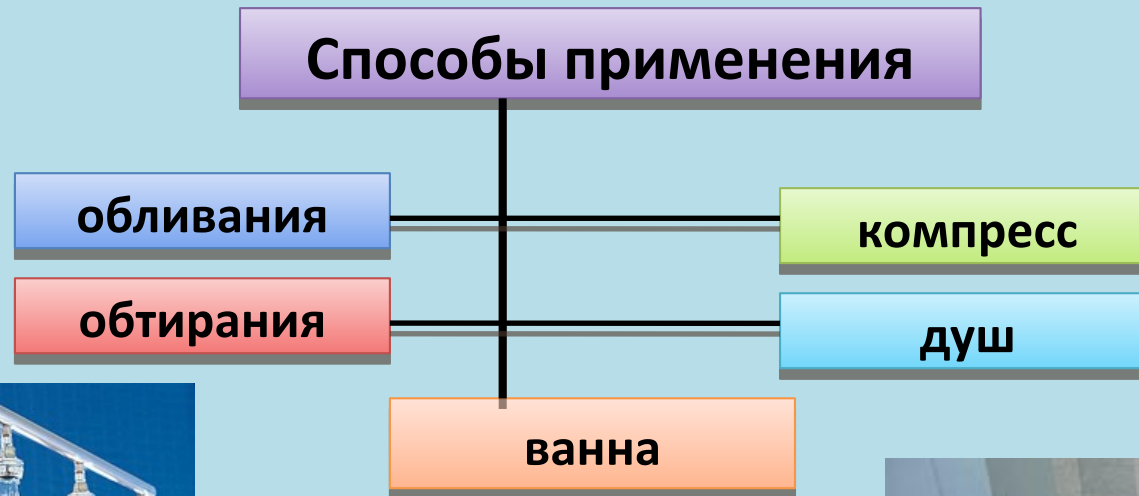 Способы применения
обливания
компресс
обтирания
душ
ванна